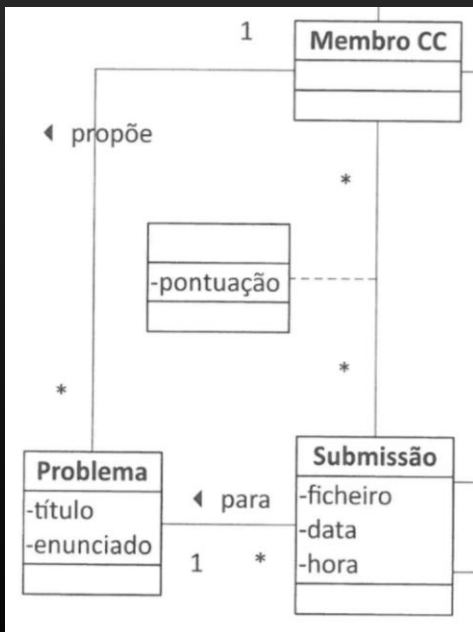 1
Membro CC
propõe
*
-pontuação
*
*
Problema
-título
-enunciado
para
1
*
Submissão
-ficheiro
-data
-hora